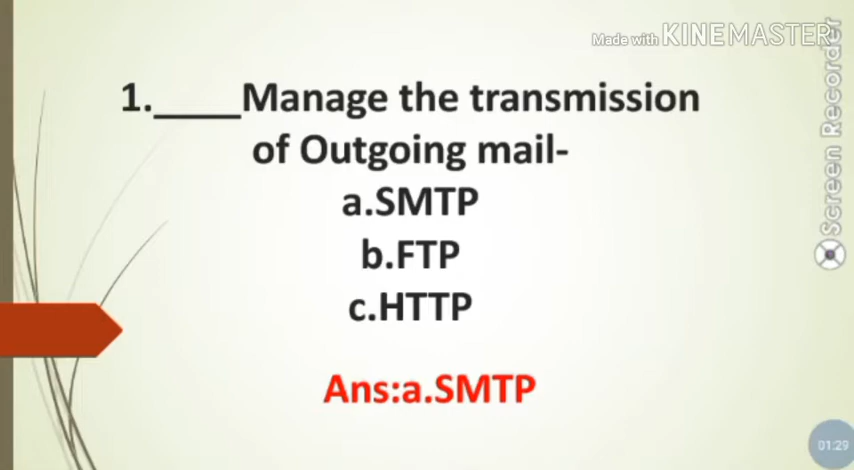 Made with KINEMASTER
1.____Manage the transmission
of Outgoing mail-
a.SMTP
b.FTP
c.HTTP
Ans:a.SMTP
Screen Recorder
01:29